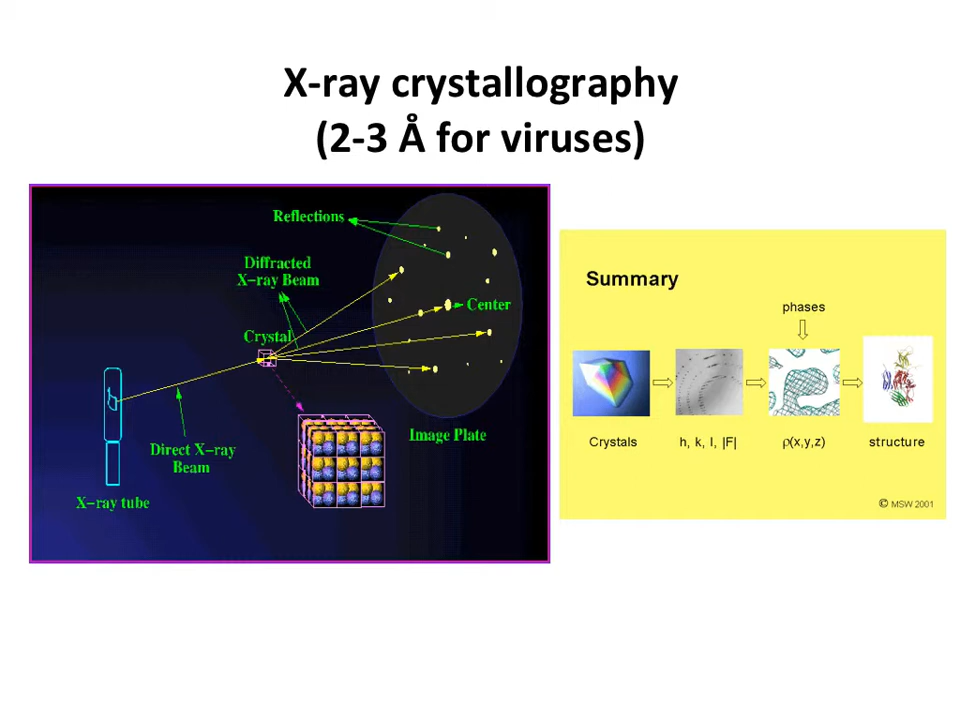 X-ray crystallography
(2-3 Å for viruses)
Reflections
Diffracted
X-ray Beam
Center
Crystal
Image Plate
Direct X-ray
Beam
X-ray tube
Summary
phases
Crystals
h, k, l, |F|
ρ(x,y,z)
structure
© MSW 2001